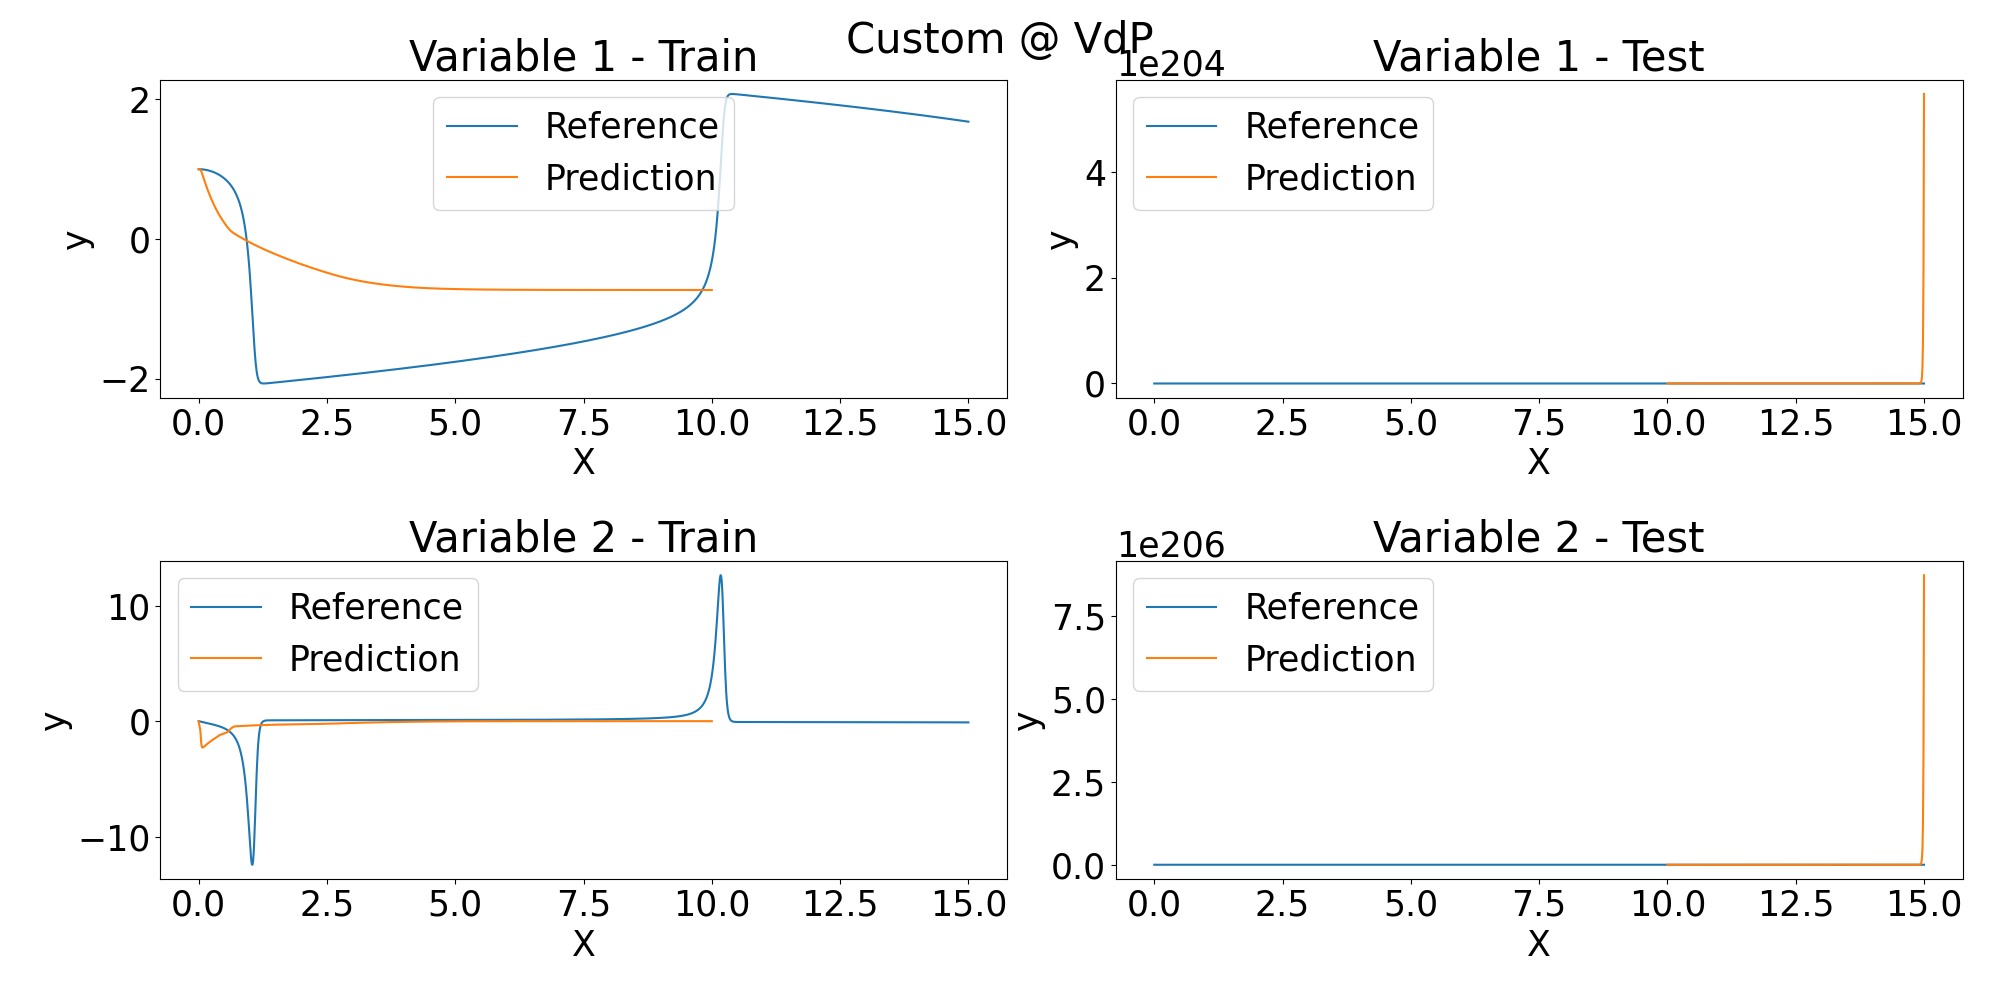 Custom @ VdP
Variable 1 - Train
2
0
−2
y
Reference
Prediction
0.0 2.5 5.0 7.5 10.0 12.5 15.0
X
Variable 1 - Test
1e204
4
2
0
y
Reference
Prediction
0.0 2.5 5.0 7.5 10.0 12.5 15.0
X
Variable 2 - Train
10
0
−10
y
Reference
Prediction
0.0 2.5 5.0 7.5 10.0 12.5 15.0
X
Variable 2 - Test
1e206
7.5
5.0
2.5
0.0
y
Reference
Prediction
0.0 2.5 5.0 7.5 10.0 12.5 15.0
X